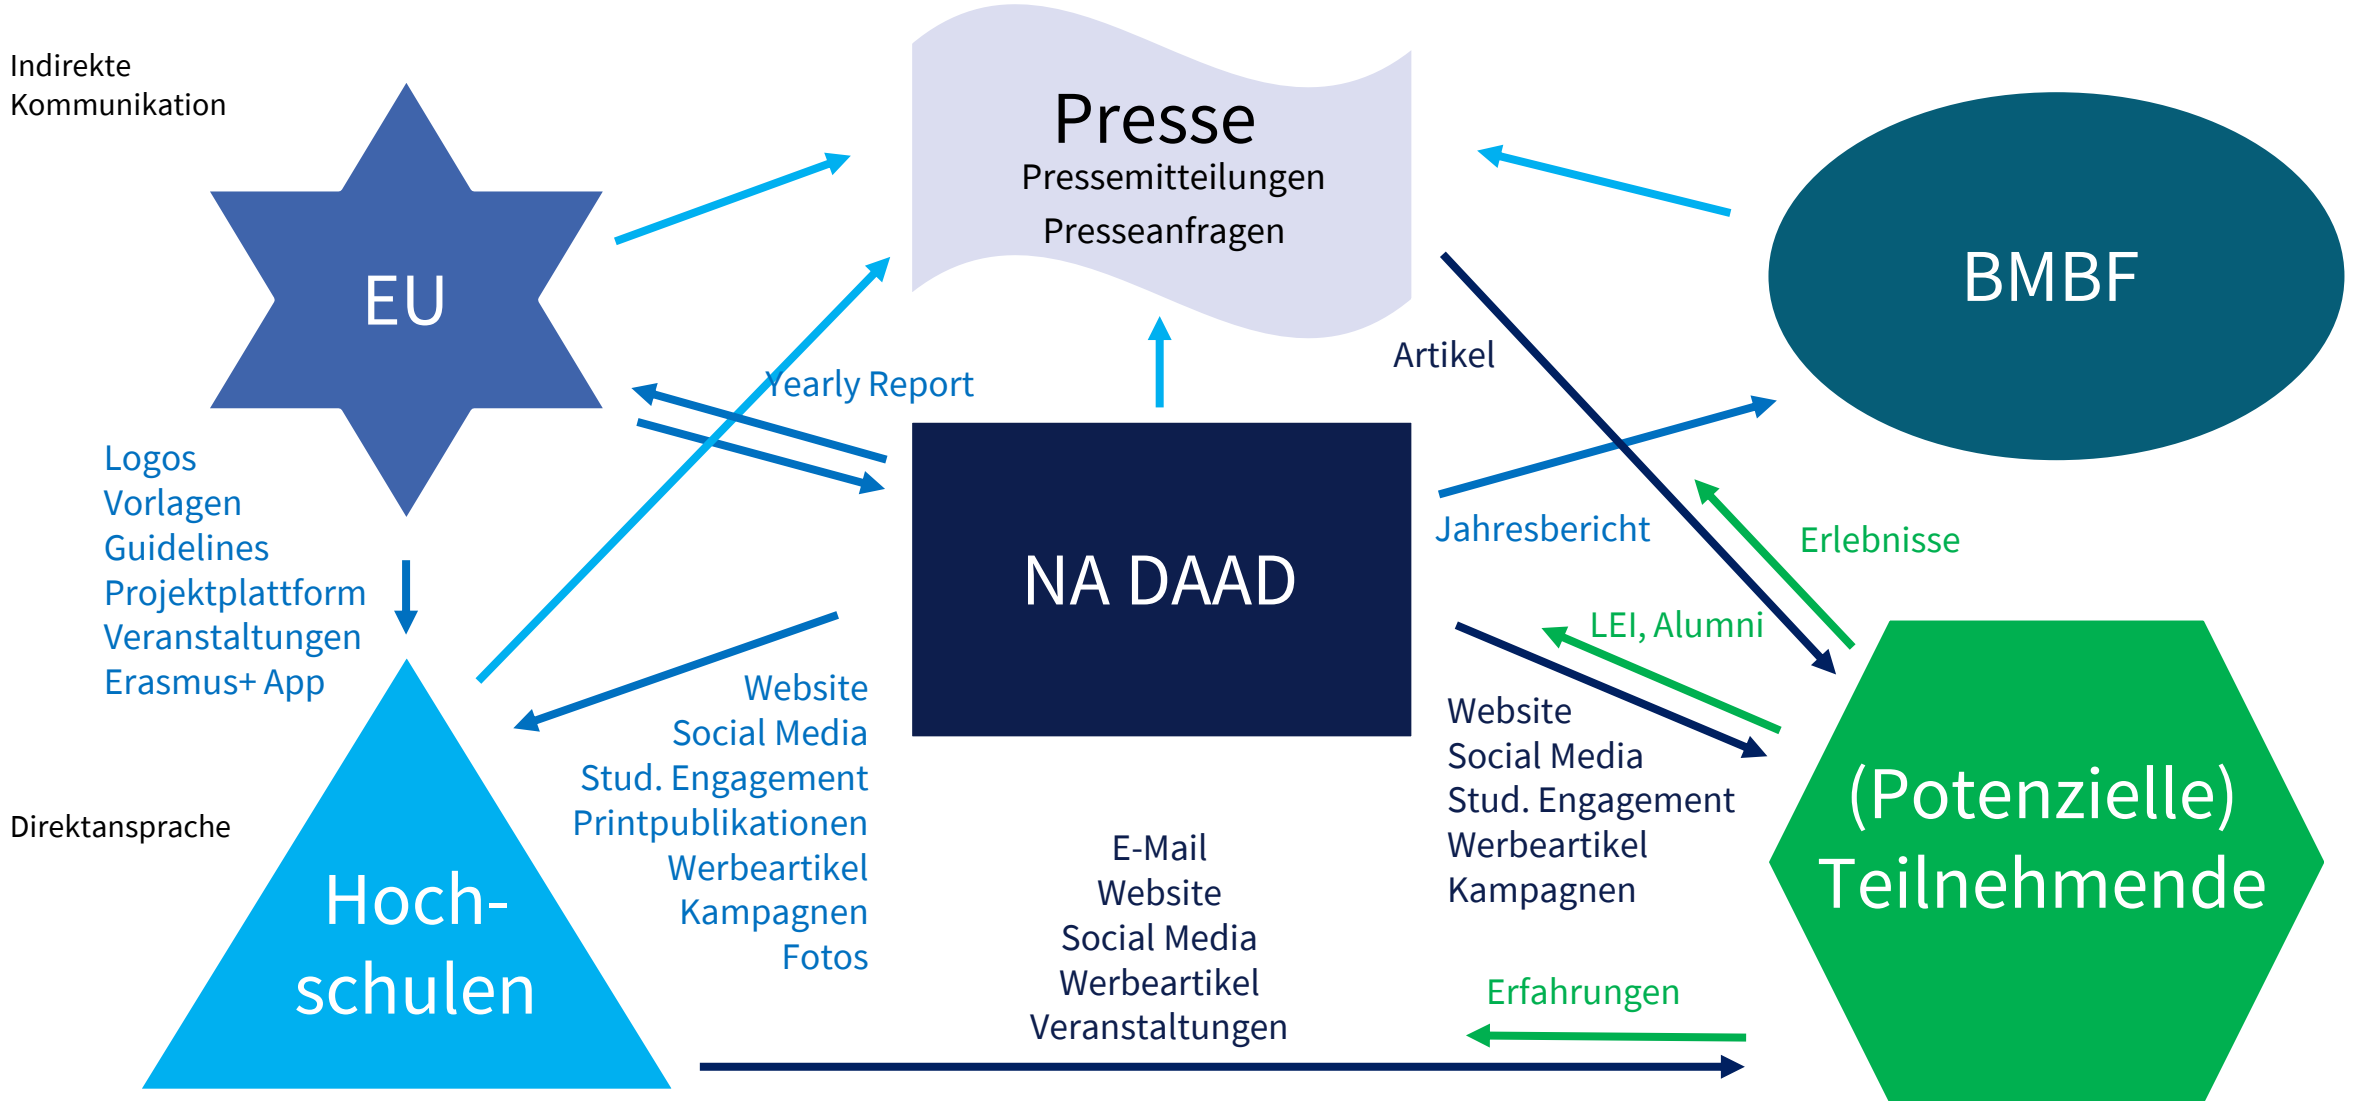 Indirekte
Kommunikation
EU
Presse
Pressemitteilungen
Presseanfragen
BMBF
Yearly Report
Artikel
Logos
Vorlagen
Guidelines
Projektplattform
Veranstaltungen
Erasmus+ App
NA DAAD
Jahresbericht
Erlebnisse
LEI, Alumni
Direktansprache
Hoch-
schulen
Website
Social Media
Stud. Engagement
Printpublikationen
Werbeartikel
Kampagnen
Fotos
E-Mail
Website
Social Media
Werbeartikel
Veranstaltungen
Website
Social Media
Stud. Engagement
Werbeartikel
Kampagnen
Erfahrungen
(Potenzielle)
Teilnehmende